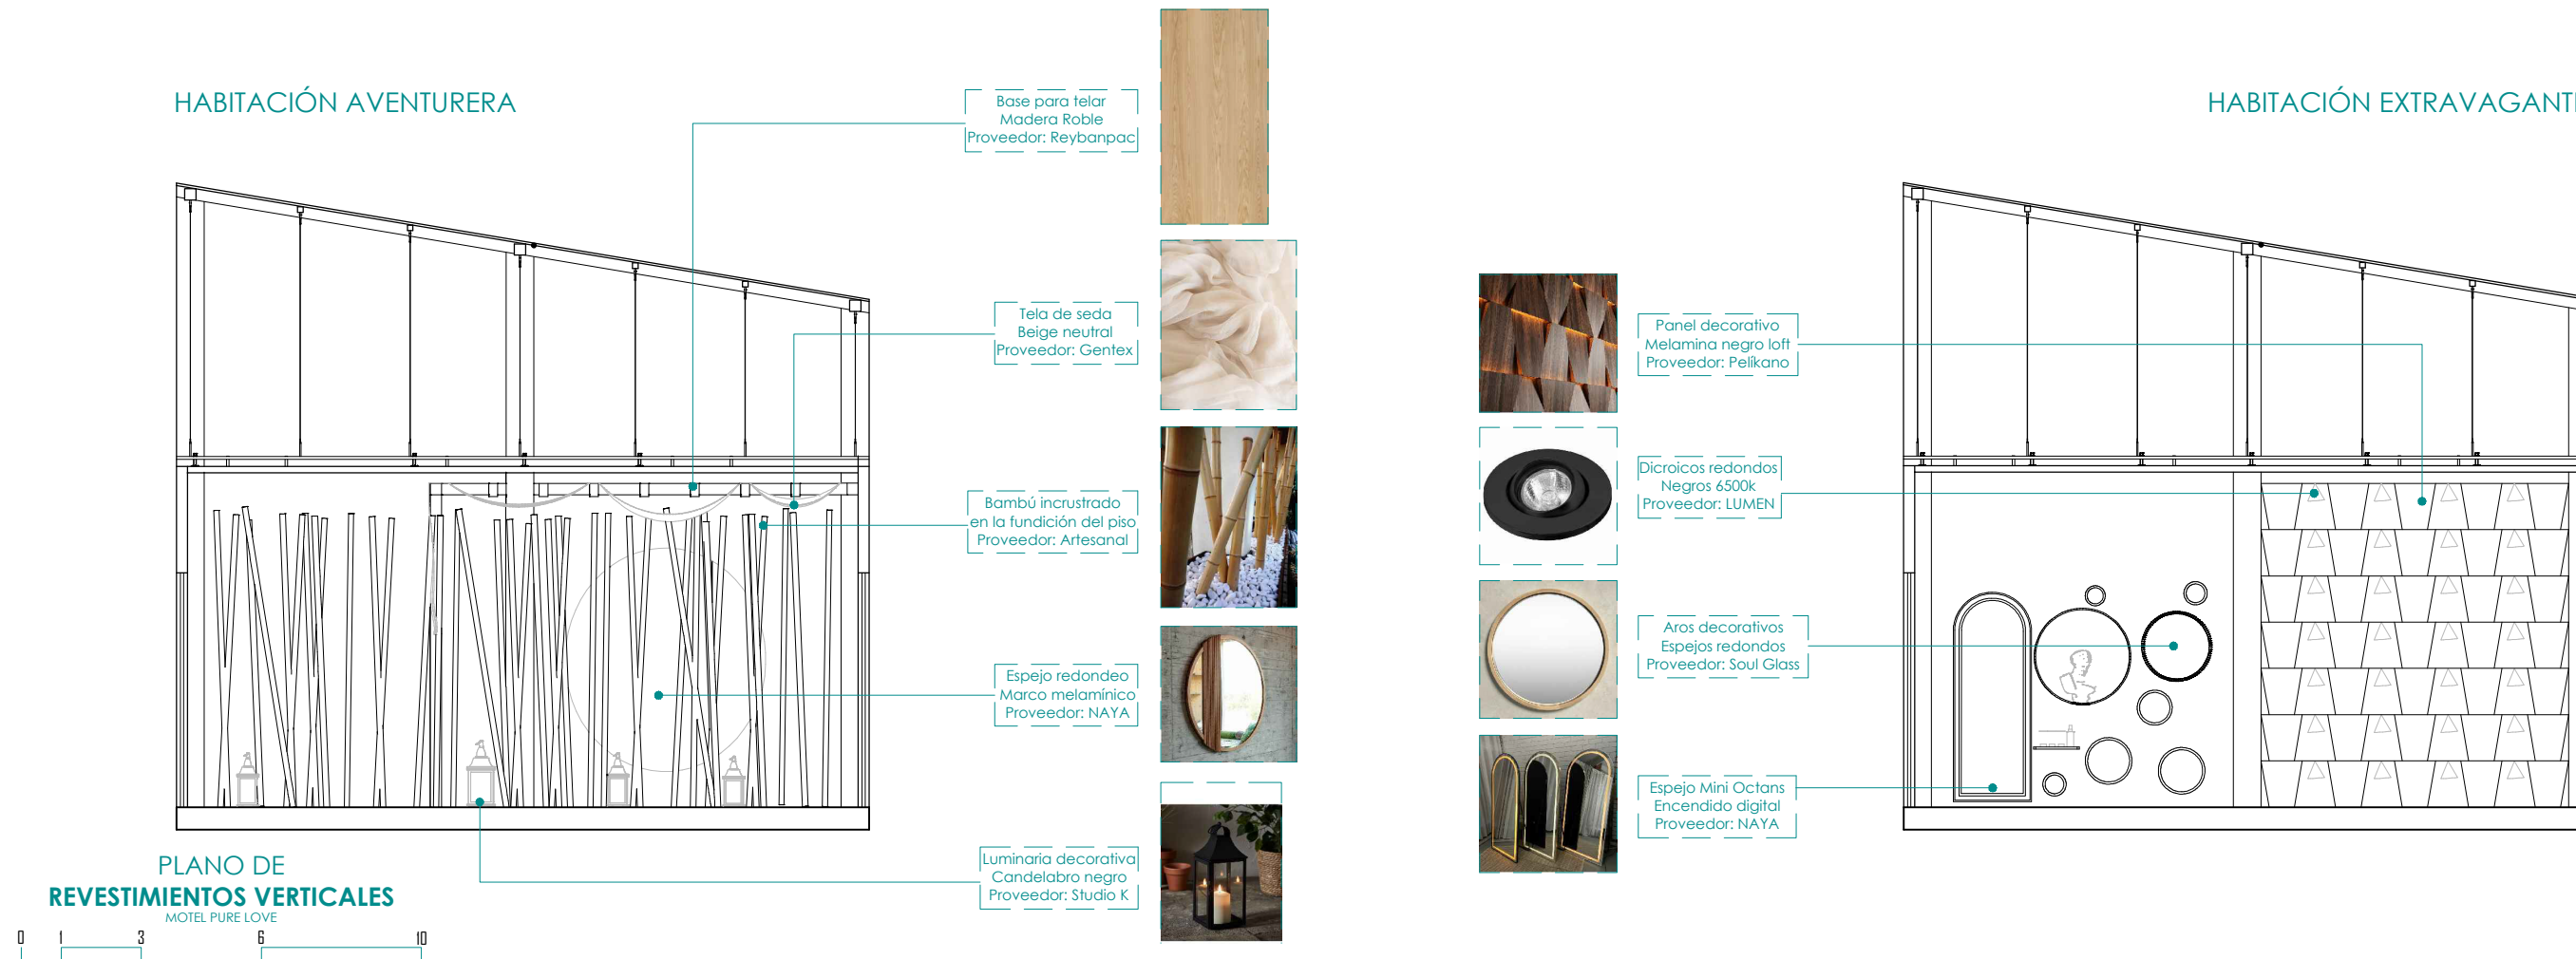 HABITACIÓN AVENTURERA
Base para telar
Madera Roble
Proveedor: Reybanpac
Tela de seda
Beige neutral
Proveedor: Gentex
Bambú incrustrado
en la fundición del piso
Proveedor: Artesanal
Espejo redondeo
Marco melamínico
Proveedor: NAYA
Luminaria decorativa
Candelabro negro
Proveedor: Studio K
HABITACIÓN EXTRAVAGANT
Panel decorativo
Melamina negro loft
Proveedor: Pelíkano
Dicroicos redondos
Negros 6500k
Proveedor: LUMEN
Aros decorativos
Espejos redondos
Proveedor: Soul Glass
Espejo Mini Octans
Encendido digital
Proveedor: NAYA
PLANO DE
REVESTIMIENTOS VERTICALES
MOTEL PURE LOVE
0 1 3 6 10